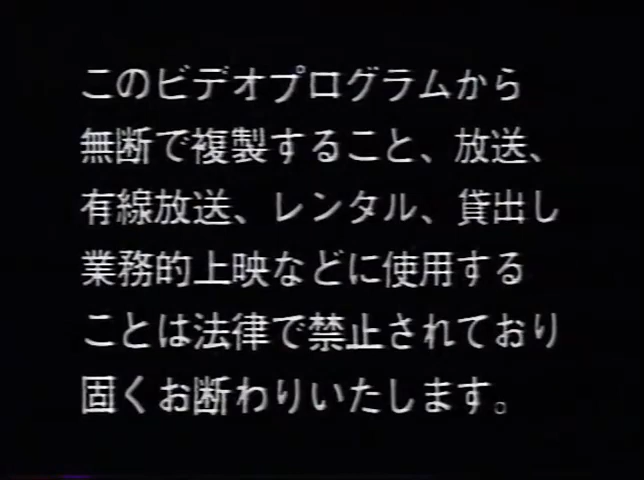 このビデオプログラムから
無断で複製すること、放送、
有線放送、レンタル、貸出し
業務的上映などに使用する
ことは法律で禁止されており
固くお断わりいたします。